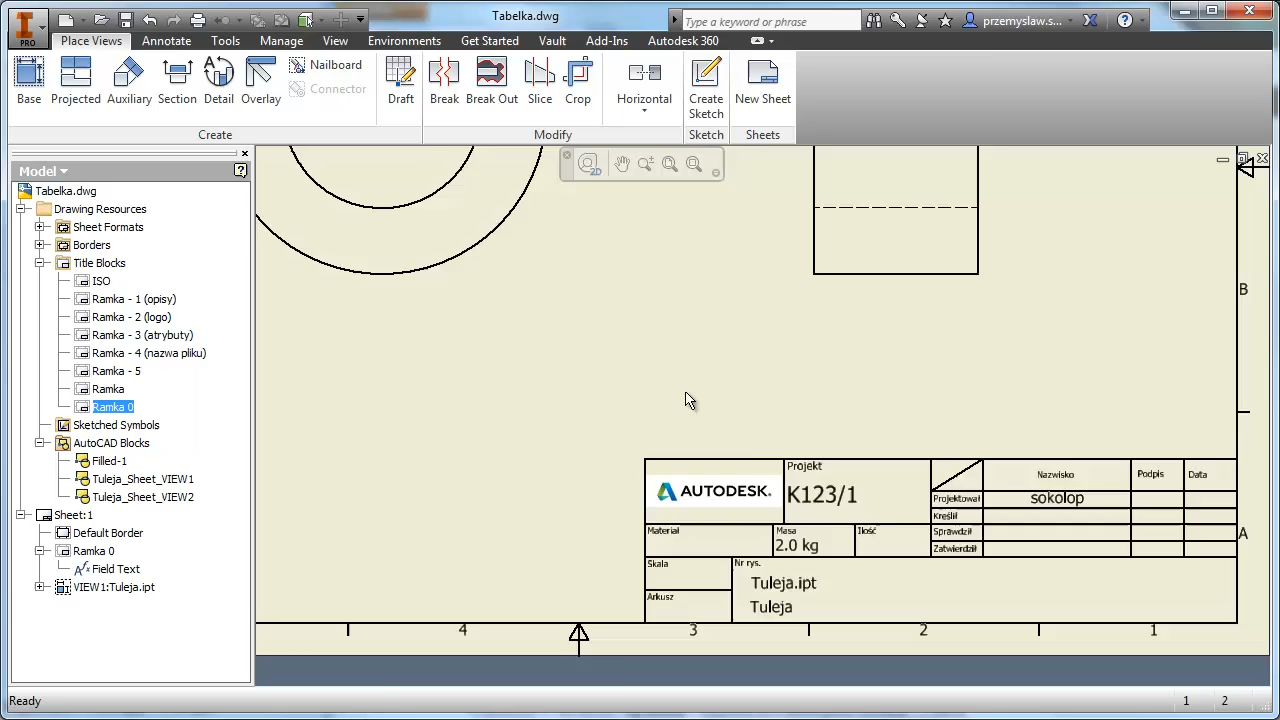 Tabelka.dwg
Type a keyword or phrase
przemyslaw.s...
PRO
Place Views
Annotate
Tools
Manage
View
Environments
Get Started
Vault
Add-Ins
Autodesk 360
Base
Projected
Auxiliary
Section
Detail
Overlay
Nailboard
Connector
Draft
Break
Break Out
Slice
Crop
Horizontal
Create
Sketch
New Sheet
Create
Modify
Sketch
Sheets
Model
Tabelka.dwg
Drawing Resources
Sheet Formats
Borders
Title Blocks
ISO
Ramka - 1 (opisy)
Ramka - 2 (logo)
Ramka - 3 (atrybuty)
Ramka - 4 (nazwa pliku)
Ramka - 5
Ramka
Ramka 0
Sketched Symbols
AutoCAD Blocks
Filled-1
Tuleja_Sheet_VIEW1
Tuleja_Sheet_VIEW2
Sheet:1
Default Border
Ramka 0
Field Text
VIEW1:Tuleja.ipt
2D
B
A
AUTODESK.
Projekt
K123/1
Nazwisko
Podpis
Data
Projektował
sokolop
Kreślił
Sprawdził
Zatwierdził
Materiał
Masa
2.0 kg
Ilość
Skala
Arkusz
Nr rys.
Tuleja.ipt
Tuleja
4
3
2
1
Ready
1
2